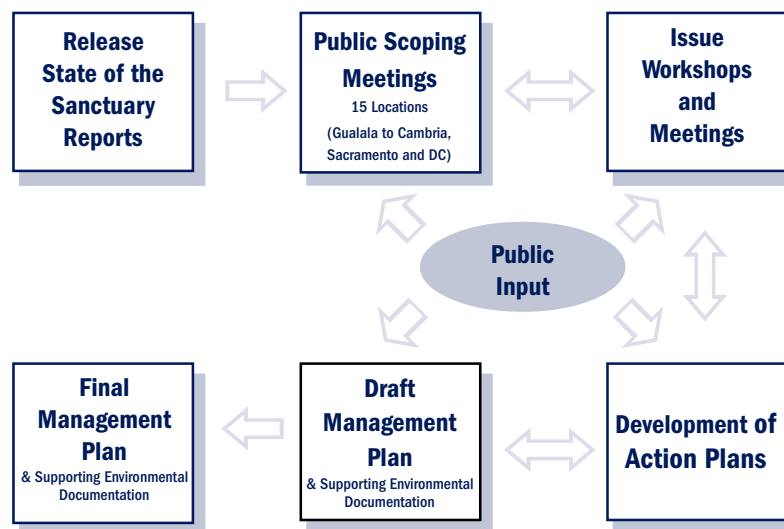 Release
State of the
Sanctuary
Reports
Public Scoping
Meetings
15 Locations
(Gualala to Cambria,
Sacramento and DC)
Issue
Workshops
and
Meetings
Public
Input
Final
Management
Plan
& Supporting Environmental
Documentation
Draft
Management
Plan
& Supporting Environmental
Documentation
Development of
Action Plans